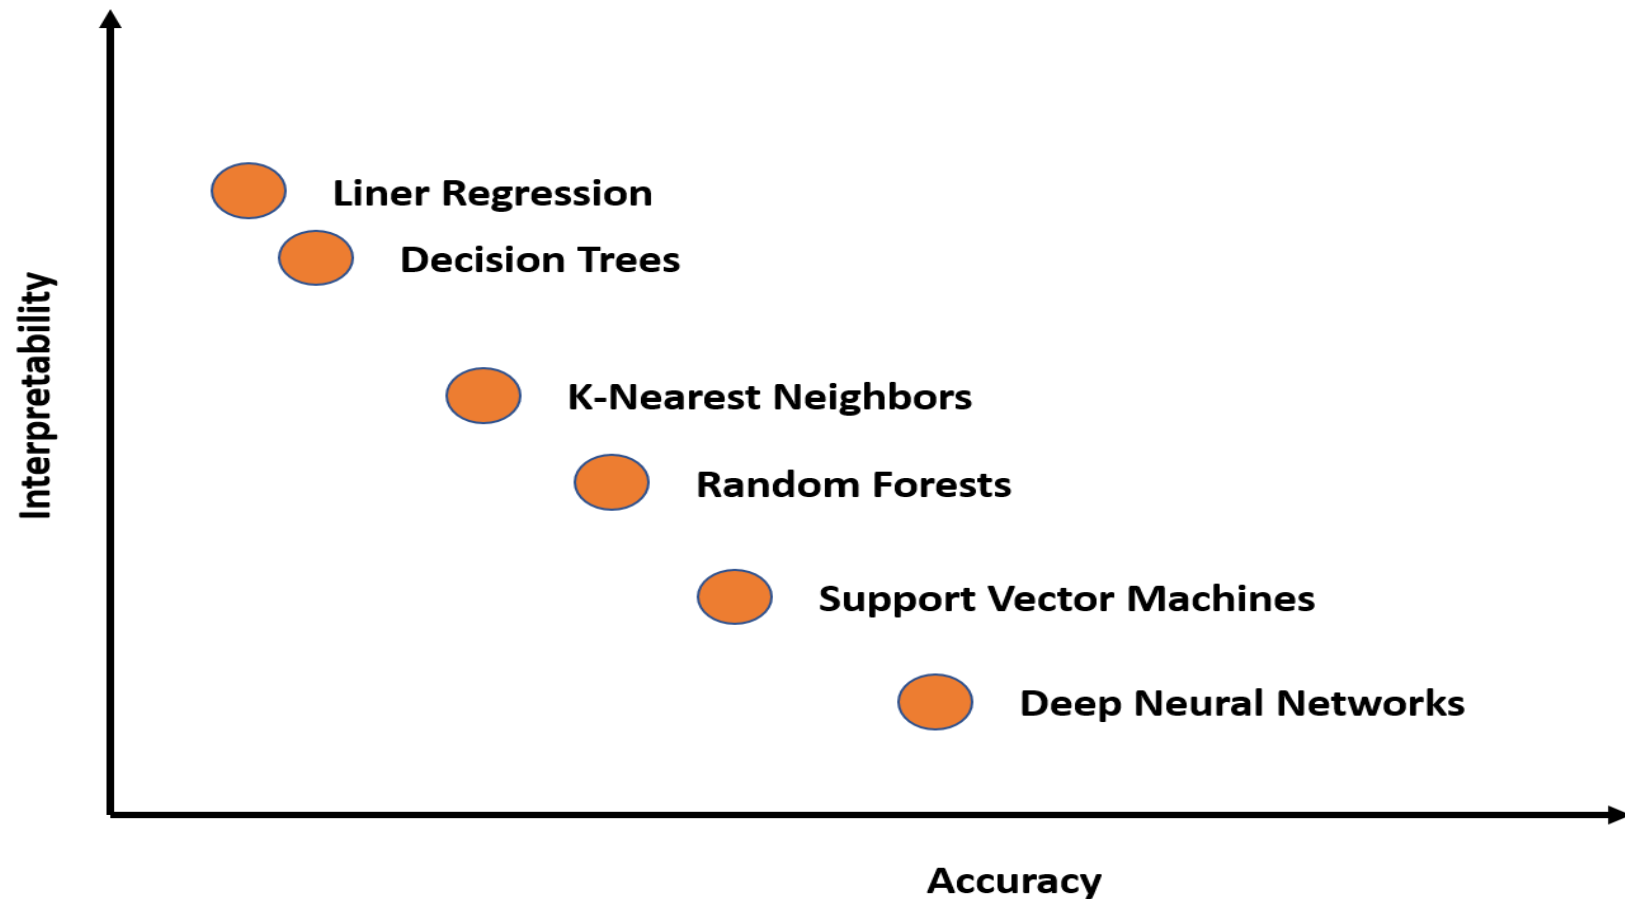 Liner Regression
Decision Trees
Interpretability
K-Nearest Neighbors
Random Forests
Support Vector Machines
Deep Neural Networks
Accuracy